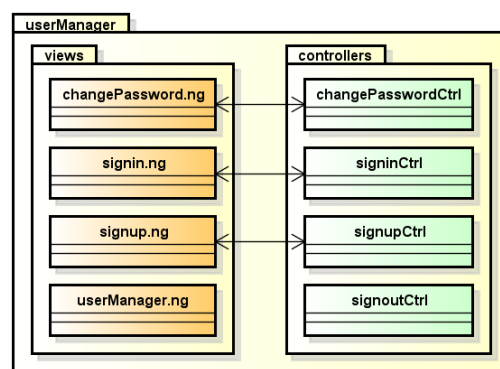 userManager
views
controllers
changePassword.ng
changePasswordCtrl
signin.ng
signinCtrl
signup.ng
signupCtrl
userManager.ng
signoutCtrl